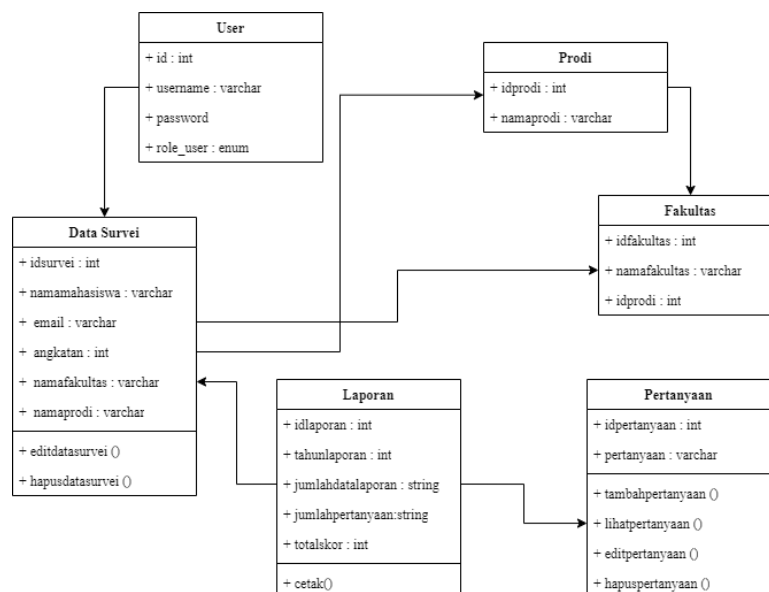 User
+ id : int
+ username : varchar
+ password
+ role_user : enum
Prodi
+ idprodi : int
+ namaprodi : varchar
Fakultas
+ idfakultas : int
+ namafakultas : varchar
+ idprodi : int
Data Survei
+ idsurvei : int
+ namamahasiswa : varchar
+ email : varchar
+ angkatan : int
+ namafakultas : varchar
+ namaprodi : varchar
+ editdatasurvei ()
+ hapusdatasurvei ()
Laporan
+ idlaporan : int
+ tahunlaporan : int
+ jumlahdatalaporan : string
+ jumlahpertanyaan:string
+ totalskor : int
+ cetak()
Pertanyaan
+ idpertanyaan : int
+ pertanyaan : varchar
+ tambahpertanyaan ()
+ lihatpertanyaan ()
+ editpertanyaan ()
+ hapuspertanyaan ()